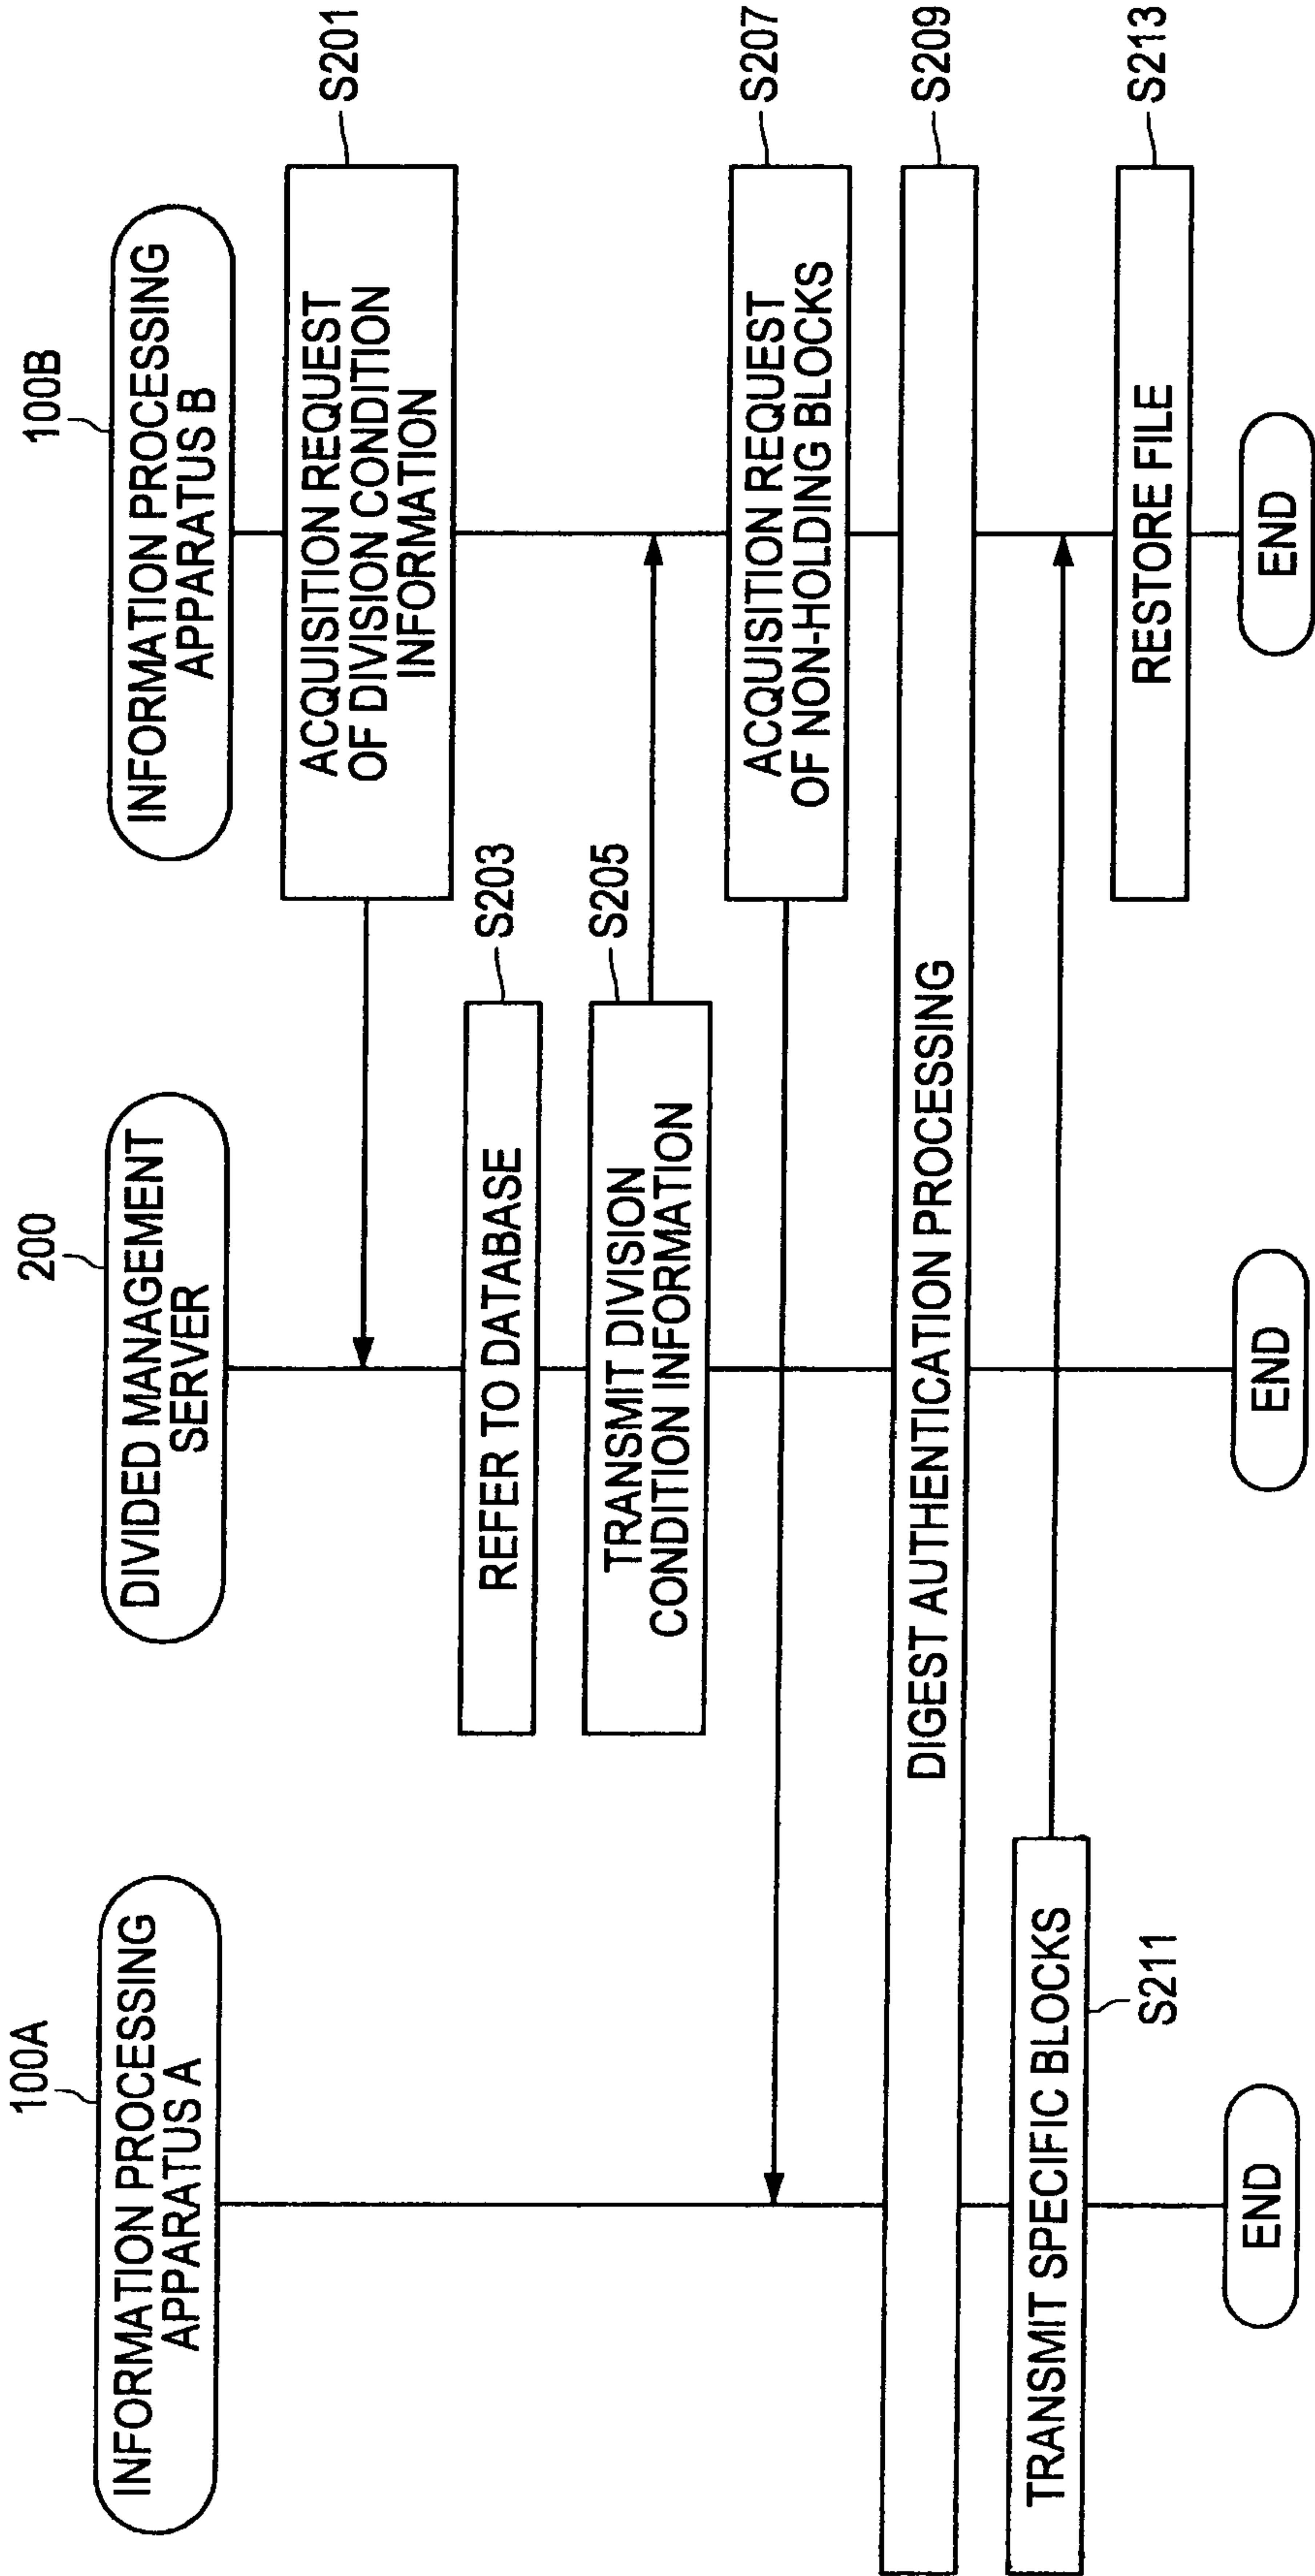 100A
INFORMATION PROCESSING
APPARATUS A
200
DIVIDED MANAGEMENT
SERVER
100B
INFORMATION PROCESSING
APPARATUS B
ACQUISITION REQUEST
OF DIVISION CONDITION
INFORMATION
S201
REFER TO DATABASE
S203
TRANSMIT DIVISION
CONDITION INFORMATION
S205
ACQUISITION REQUEST
OF NON-HOLDING BLOCKS
S207
DIGEST AUTHENTICATION PROCESSING
S209
TRANSMIT SPECIFIC BLOCKS
S211
RESTORE FILE
S213
END
END
END